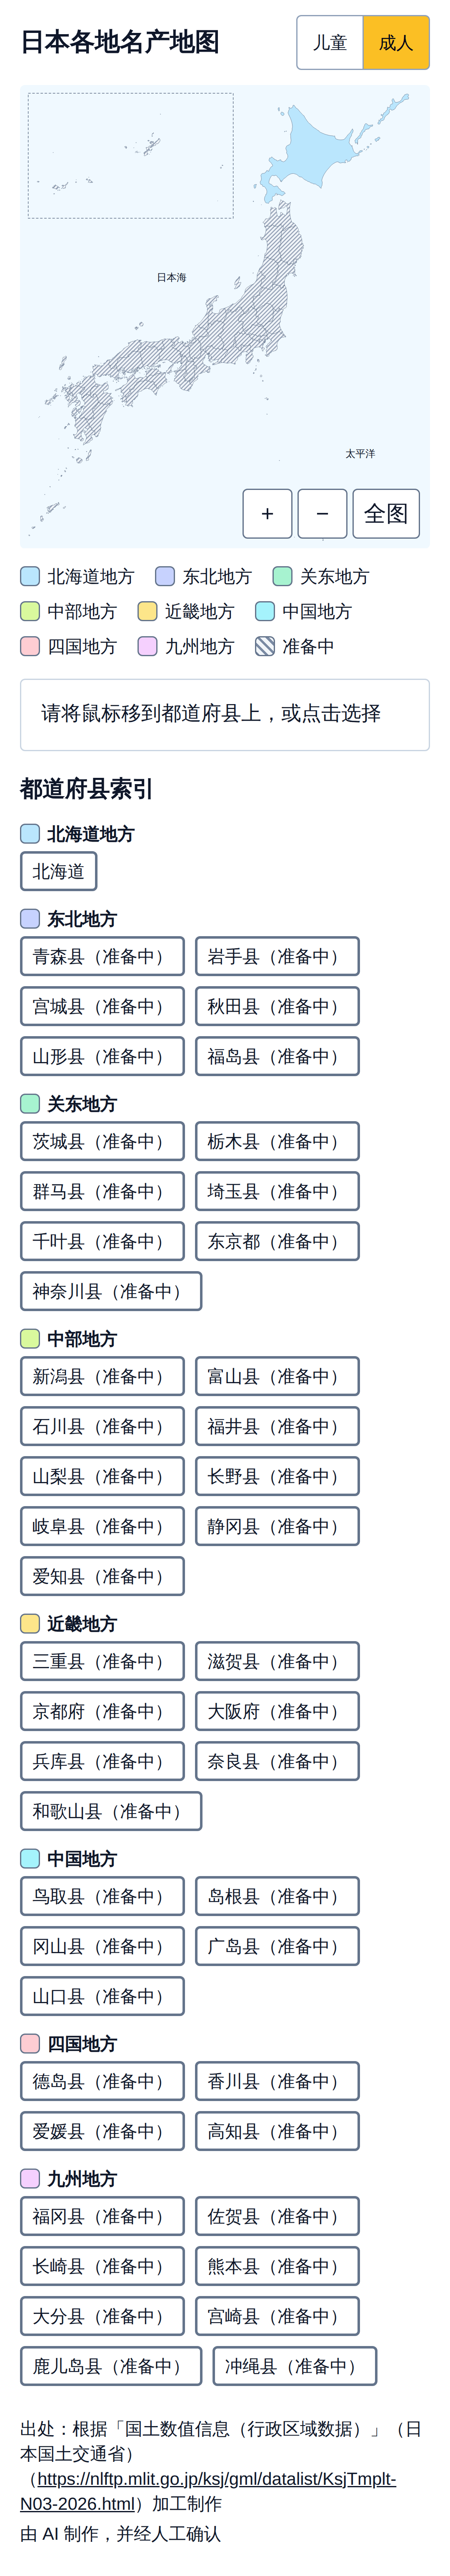 日本各地名产地图
儿童 成人
日本海
太平洋
+ − 全图
北海道地方 东北地方 关东地方
中部地方 近畿地方 中国地方
四国地方 九州地方 准备中
请将鼠标移到都道府县上，或点击选择
都道府县索引
北海道地方
北海道
东北地方
青森县（准备中） 岩手县（准备中）
宫城县（准备中） 秋田县（准备中）
山形县（准备中） 福岛县（准备中）
关东地方
茨城县（准备中） 栃木县（准备中）
群马县（准备中） 埼玉县（准备中）
千叶县（准备中） 东京都（准备中）
神奈川县（准备中）
中部地方
新潟县（准备中） 富山县（准备中）
石川县（准备中） 福井县（准备中）
山梨县（准备中） 长野县（准备中）
岐阜县（准备中） 静冈县（准备中）
爱知县（准备中）
近畿地方
三重县（准备中） 滋贺县（准备中）
京都府（准备中） 大阪府（准备中）
兵库县（准备中） 奈良县（准备中）
和歌山县（准备中）
中国地方
鸟取县（准备中） 岛根县（准备中）
冈山县（准备中） 广岛县（准备中）
山口县（准备中）
四国地方
德岛县（准备中） 香川县（准备中）
爱媛县（准备中） 高知县（准备中）
九州地方
福冈县（准备中） 佐贺县（准备中）
长崎县（准备中） 熊本县（准备中）
大分县（准备中） 宫崎县（准备中）
鹿儿岛县（准备中） 冲绳县（准备中）
出处：根据「国土数值信息（行政区域数据）」（日
本国土交通省）
（https://nlftp.mlit.go.jp/ksj/gml/datalist/KsjTmplt-
N03-2026.html）加工制作
由 AI 制作，并经人工确认